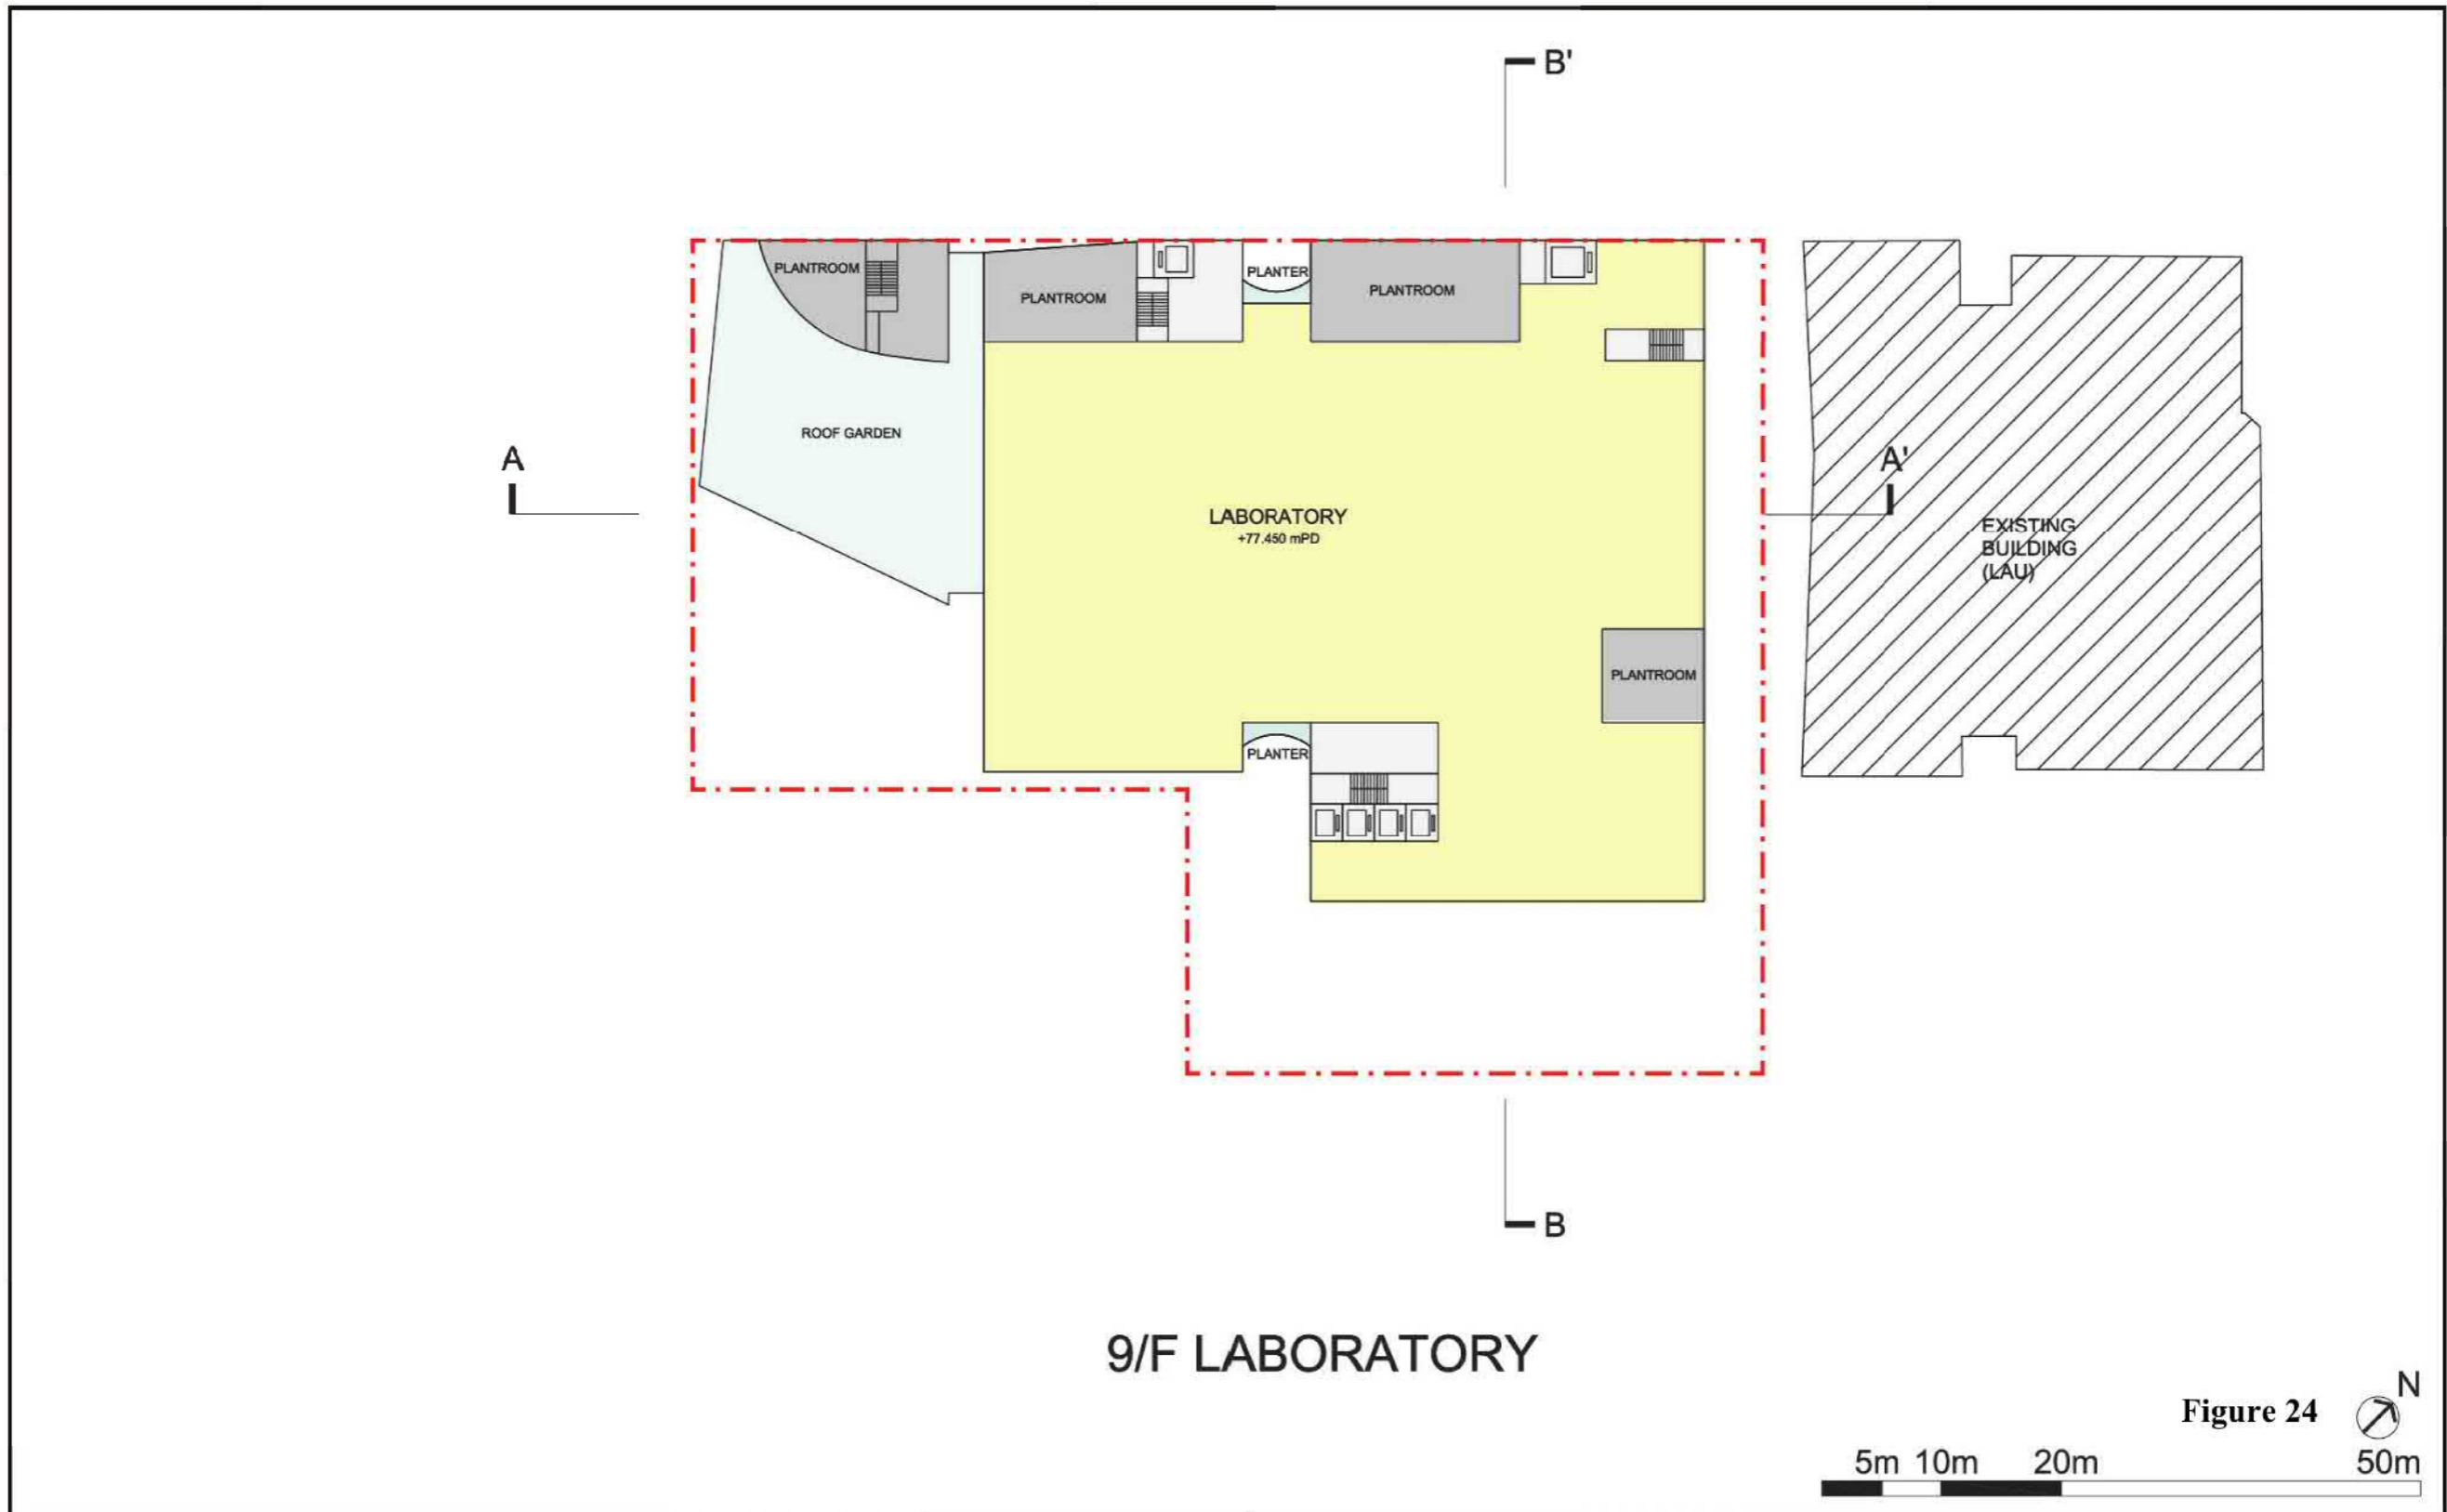 B'
PLANTROOM
PLANTROOM
PLANTER
PLANTROOM
ROOF GARDEN
A
A'
LABORATORY
+77.450 mPD
EXISTING
BUILDING
(LAU)
PLANTROOM
PLANTER
B
9/F LABORATORY
N
Figure 24
5m 10m 20m 50m